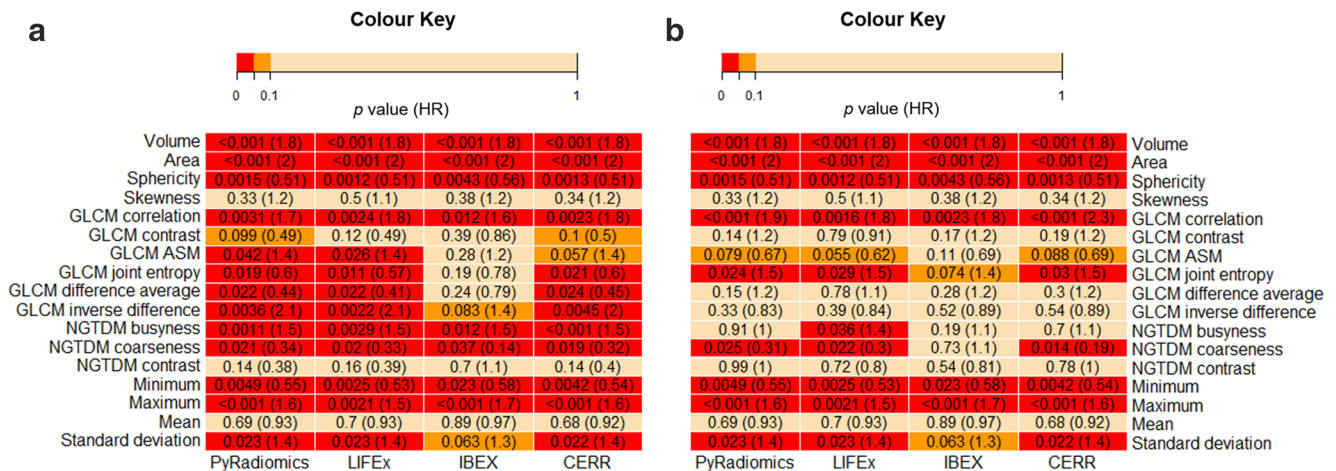 a
Colour Key
0 0.1 1
p value (HR)
Volume <0.001 (1.8) <0.001 (1.8) <0.001 (1.8) <0.001 (1.8)
Area <0.001 (2) <0.001 (2) <0.001 (2) <0.001 (2)
Sphericity 0.0015 (0.51) 0.0012 (0.51) 0.0043 (0.56) 0.0013 (0.51)
Skewness 0.33 (1.2) 0.5 (1.1) 0.38 (1.2) 0.34 (1.2)
GLCM correlation 0.0031 (1.7) 0.0024 (1.8) 0.012 (1.6) 0.0023 (1.8)
GLCM contrast 0.099 (0.49) 0.12 (0.49) 0.39 (0.86) 0.1 (0.5)
GLCM ASM 0.042 (1.4) 0.026 (1.4) 0.28 (1.2) 0.057 (1.4)
GLCM joint entropy 0.019 (0.6) 0.011 (0.57) 0.19 (0.78) 0.021 (0.6)
GLCM difference average 0.022 (0.44) 0.022 (0.41) 0.24 (0.79) 0.024 (0.45)
GLCM inverse difference 0.0036 (2.1) 0.0022 (2.1) 0.083 (1.4) 0.0045 (2)
NGTDM busyness 0.0011 (1.5) 0.0029 (1.5) 0.012 (1.5) <0.001 (1.5)
NGTDM coarseness 0.021 (0.34) 0.02 (0.33) 0.037 (0.14) 0.019 (0.32)
NGTDM contrast 0.14 (0.38) 0.16 (0.39) 0.7 (1.1) 0.14 (0.4)
Minimum 0.0049 (0.55) 0.0025 (0.53) 0.023 (0.58) 0.0042 (0.54)
Maximum <0.001 (1.6) 0.0021 (1.5) <0.001 (1.7) <0.001 (1.6)
Mean 0.69 (0.93) 0.7 (0.93) 0.89 (0.97) 0.68 (0.92)
Standard deviation 0.023 (1.4) 0.023 (1.4) 0.063 (1.3) 0.022 (1.4)
PyRadiomics LIFEx IBEX CERR
b
Colour Key
0 0.1 1
p value (HR)
<0.001 (1.8) <0.001 (1.8) <0.001 (1.8) <0.001 (1.8) Volume
<0.001 (2) <0.001 (2) <0.001 (2) <0.001 (2) Area
0.0015 (0.51) 0.0012 (0.51) 0.0043 (0.56) 0.0013 (0.51) Sphericity
0.33 (1.2) 0.5 (1.1) 0.38 (1.2) 0.34 (1.2) Skewness
<0.001 (1.9) 0.0016 (1.8) 0.0023 (1.8) <0.001 (2.3) GLCM correlation
0.14 (1.2) 0.79 (0.91) 0.17 (1.2) 0.19 (1.2) GLCM contrast
0.079 (0.67) 0.055 (0.62) 0.11 (0.69) 0.088 (0.69) GLCM ASM
0.024 (1.5) 0.029 (1.5) 0.074 (1.4) 0.03 (1.5) GLCM joint entropy
0.15 (1.2) 0.78 (1.1) 0.28 (1.2) 0.3 (1.2) GLCM difference average
0.33 (0.83) 0.39 (0.84) 0.52 (0.89) 0.54 (0.89) GLCM inverse difference
0.91 (1) 0.036 (1.4) 0.19 (1.1) 0.7 (1.1) NGTDM busyness
0.025 (0.31) 0.022 (0.3) 0.73 (1.1) 0.014 (0.19) NGTDM coarseness
0.99 (1) 0.72 (0.8) 0.54 (0.81) 0.78 (1) NGTDM contrast
0.0049 (0.55) 0.0025 (0.53) 0.023 (0.58) 0.0042 (0.54) Minimum
<0.001 (1.6) 0.0021 (1.5) <0.001 (1.7) <0.001 (1.6) Maximum
0.69 (0.93) 0.7 (0.93) 0.89 (0.97) 0.68 (0.92) Mean
0.023 (1.4) 0.023 (1.4) 0.063 (1.3) 0.022 (1.4) Standard deviation
PyRadiomics LIFEx IBEX CERR